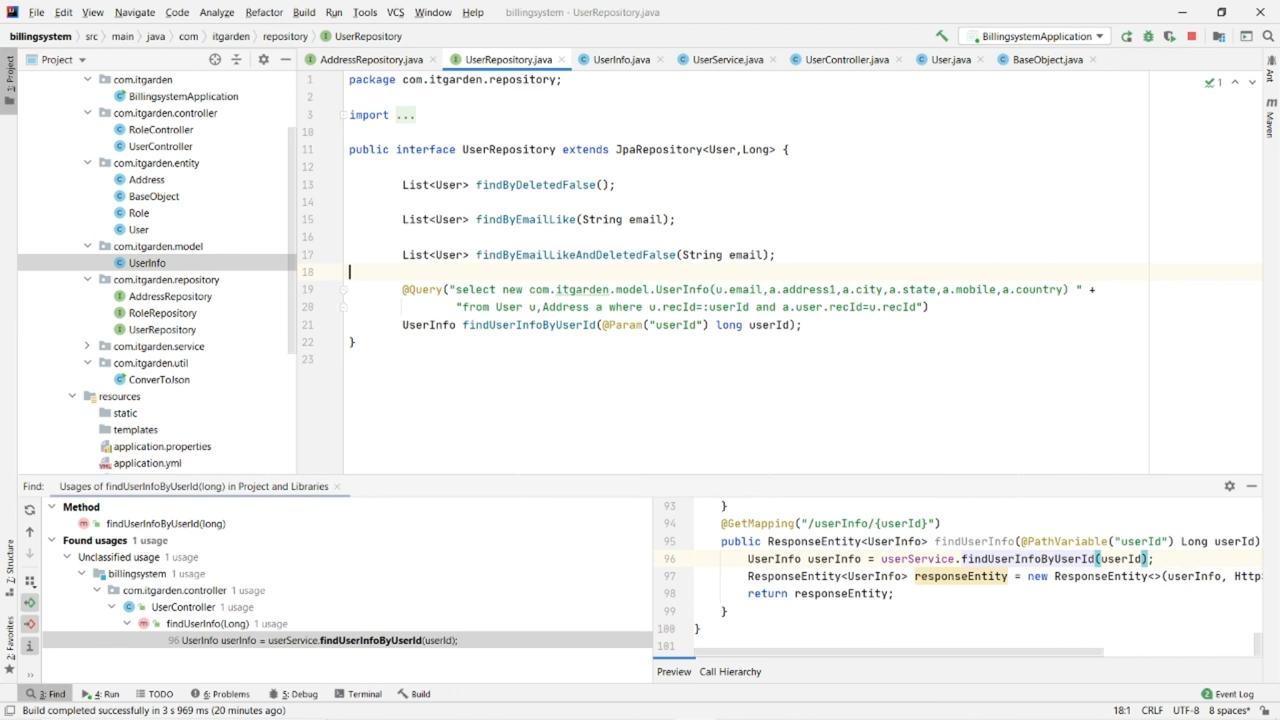 File Edit View Navigate Code Analyze Refactor Build Run Tools VCS Window Help billingsystem - UserRepository.java
billingsystem src main java com itgarden repository UserRepository BillingsystemApplication
Project AddressRepository.java UserRepository.java UserInfo.java UserService.java UserController.java User.java BaseObject.java
com.itgarden
BillingsystemApplication
com.itgarden.controller
RoleController
UserController
com.itgarden.entity
Address
BaseObject
Role
User
com.itgarden.model
UserInfo
com.itgarden.repository
AddressRepository
RoleRepository
UserRepository
com.itgarden.service
com.itgarden.util
ConverToJson
resources
static
templates
application.properties
application.yml
1 package com.itgarden.repository;
2
3 import ...
10
11 public interface UserRepository extends JpaRepository<User,Long> {
12
13 List<User> findByDeletedFalse();
14
15 List<User> findByEmailLike(String email);
16
17 List<User> findByEmailLikeAndDeletedFalse(String email);
18
19 @Query("select new com.itgarden.model.UserInfo(u.email,a.address1,a.city,a.state,a.mobile,a.country) " +
20 "from User u,Address a where u.recId=:userId and a.user.recId=u.recId")
21 UserInfo findUserInfoByUserId(@Param("userId") long userId);
22 }
23
1
1: Project
Z: Structure
2: Favorites
Ant
m Maven
Find: Usages of findUserInfoByUserId(long) in Project and Libraries
Method
findUserInfoByUserId(long)
Found usages 1 usage
Unclassified usage 1 usage
billingsystem 1 usage
com.itgarden.controller 1 usage
UserController 1 usage
findUserInfo(Long) 1 usage
96 UserInfo userInfo = userService.findUserInfoByUserId(userId);
93 }
94 @GetMapping("/userInfo/{userId}")
95 public ResponseEntity<UserInfo> findUserInfo(@PathVariable("userId") Long userId)
96 UserInfo userInfo = userService.findUserInfoByUserId(userId);
97 ResponseEntity<UserInfo> responseEntity = new ResponseEntity<>(userInfo, Http
98 return responseEntity;
99 }
100 }
101
Preview Call Hierarchy
3: Find 4: Run TODO 6: Problems 5: Debug Terminal Build 2 Event Log
Build completed successfully in 3 s 969 ms (20 minutes ago) 18:1 CRLF UTF-8 8 spaces*